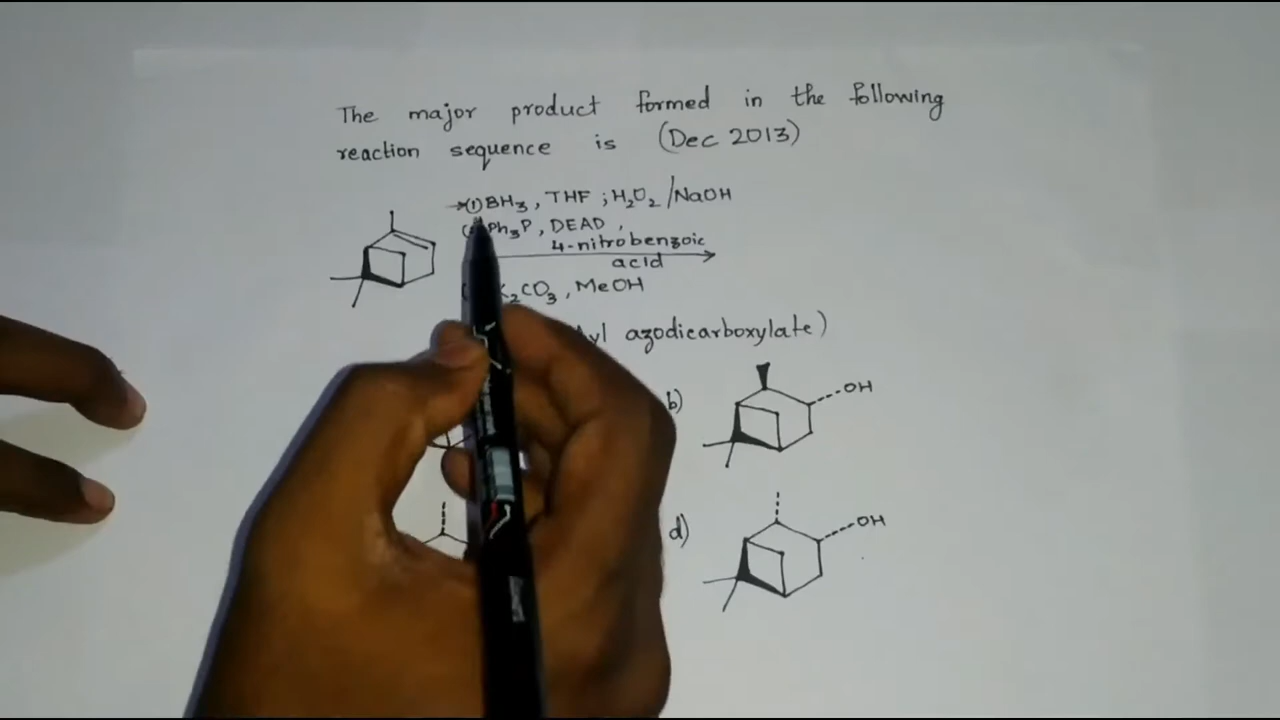 The major product formed in the following
reaction sequence is (Dec 2013)
① BH3, THF ; H2O2/NaOH
Ph3P, DEAD,
4-nitrobenzoic
acid
CO3, MeOH
azodicarboxylate)
b)
OH
d)
OH